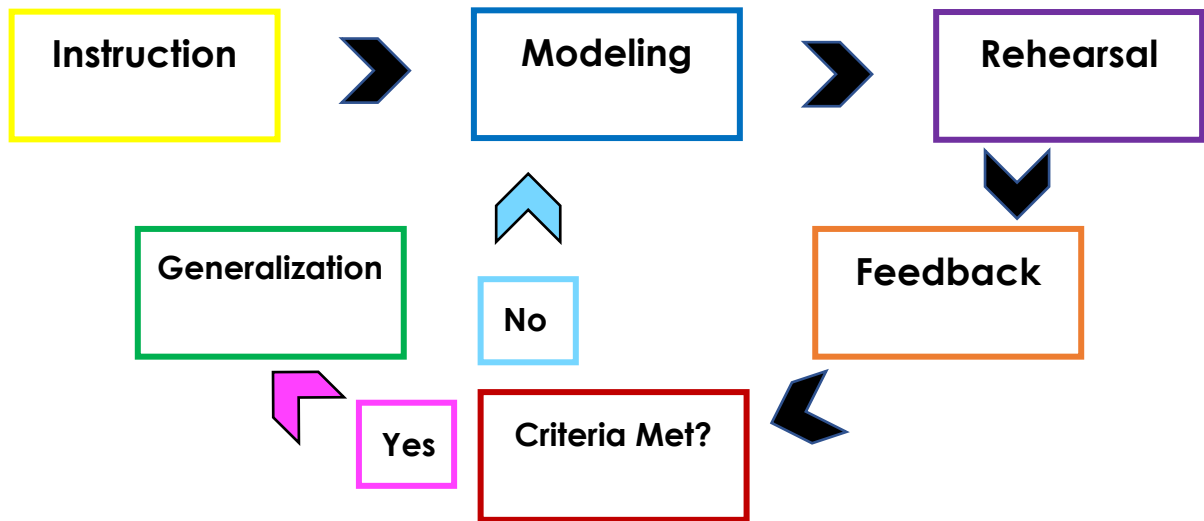 Instruction
Modeling
Rehearsal
Feedback
Criteria Met?
No
Yes
Generalization